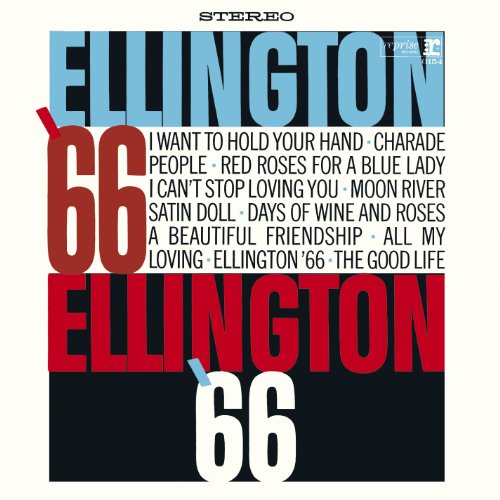 STEREO
ELLINGTON
reprise
6154
'66
I WANT TO HOLD YOUR HAND · CHARADE
PEOPLE · RED ROSES FOR A BLUE LADY
I CAN'T STOP LOVING YOU · MOON RIVER
SATIN DOLL · DAYS OF WINE AND ROSES
A BEAUTIFUL FRIENDSHIP · ALL MY
LOVING · ELLINGTON '66 · THE GOOD LIFE
ELLINGTON
'66